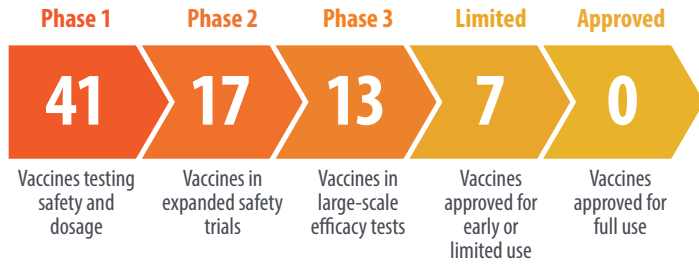 Phase 1
Phase 2
Phase 3
Limited
Approved
41
17
13
7
0
Vaccines testing
safety and
dosage
Vaccines in
expanded safety
trials
Vaccines in
large-scale
efficacy tests
Vaccines
approved for
early or
limited use
Vaccines
approved for
full use